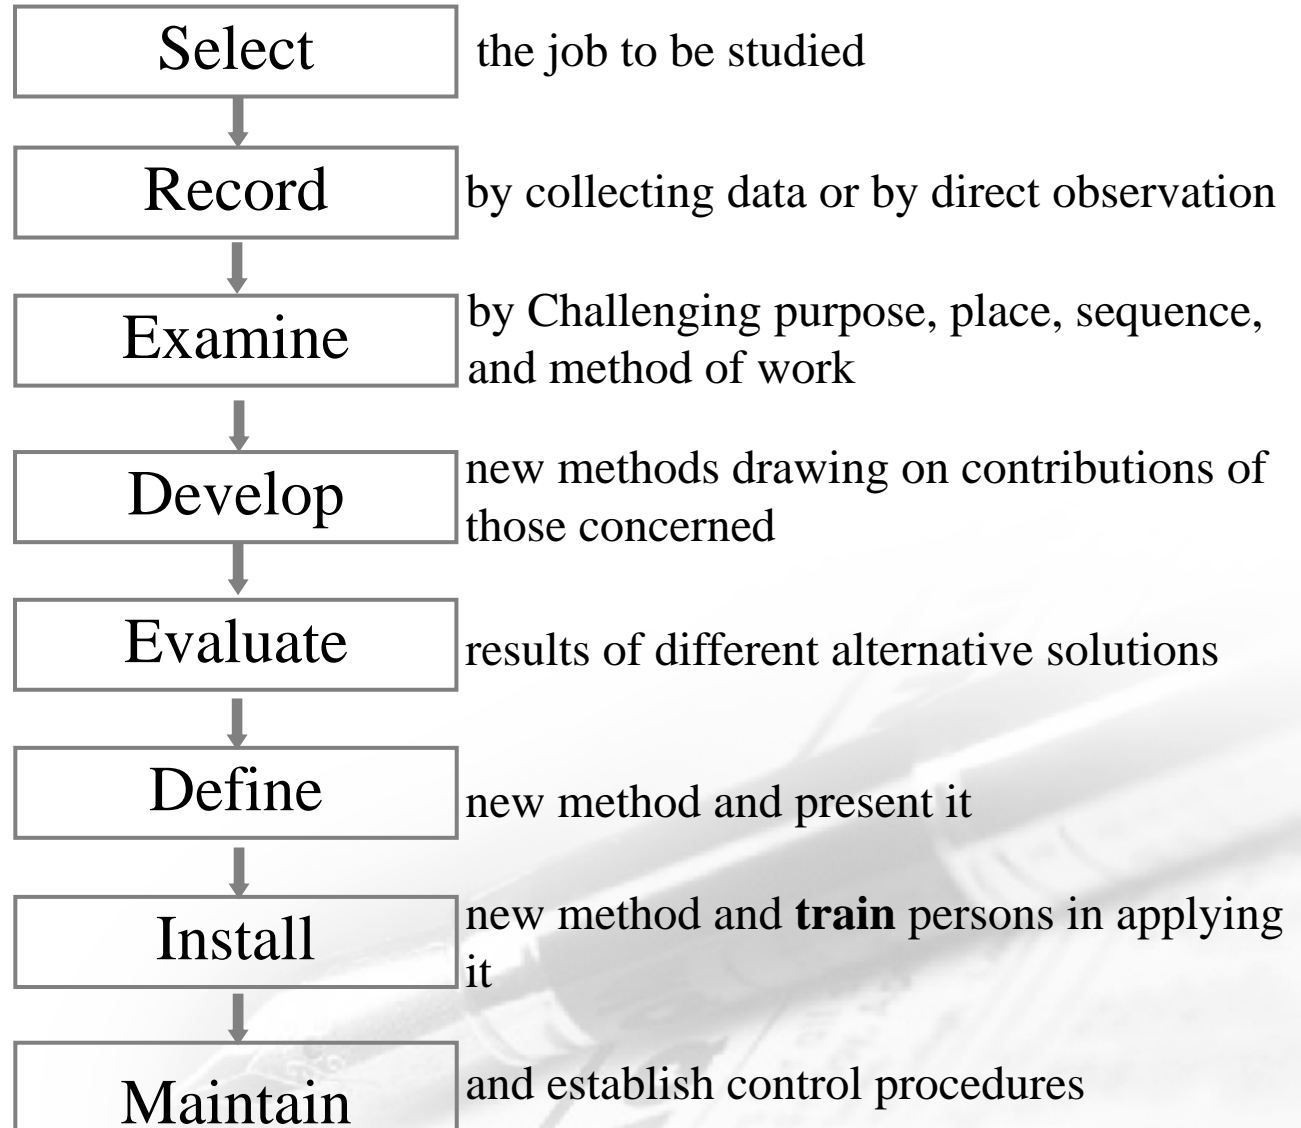 Select
the job to be studied
Record
by collecting data or by direct observation
Examine
by Challenging purpose, place, sequence,
and method of work
Develop
new methods drawing on contributions of
those concerned
Evaluate
results of different alternative solutions
Define
new method and present it
Install
new method and train persons in applying
it
Maintain
and establish control procedures